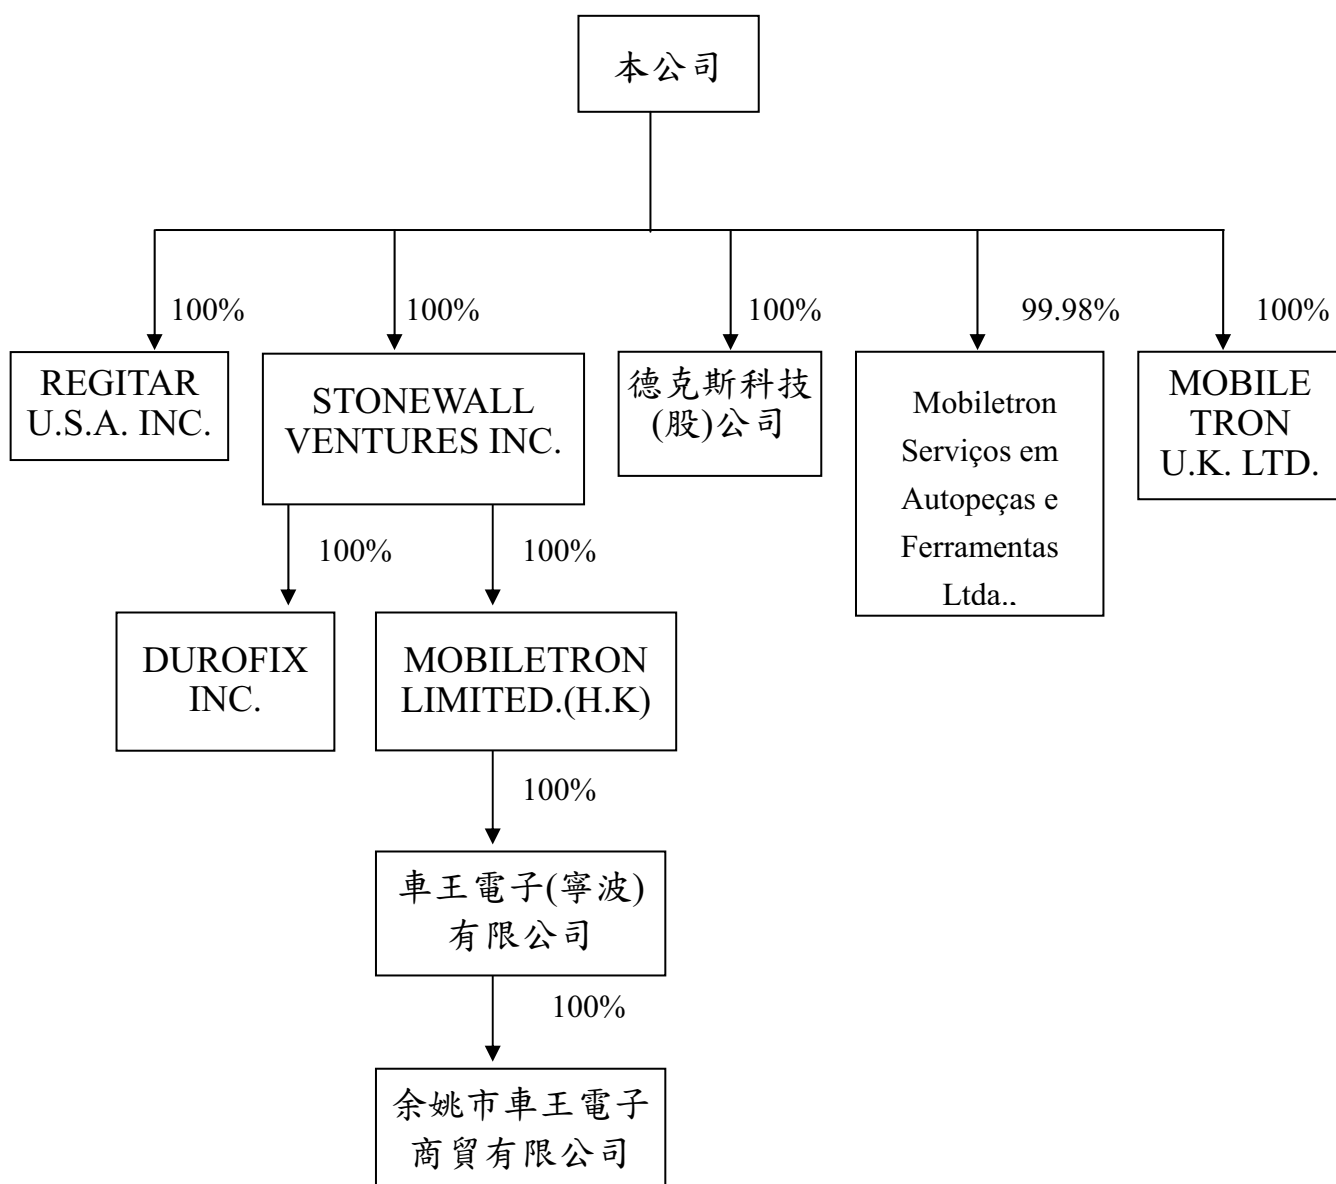 本公司
100%
100%
100%
99.98%
100%
REGITAR
U.S.A. INC.
STONEWALL
VENTURES INC.
德克斯科技
(股)公司
Mobiletron
Serviços em
Autopeças e
Ferramentas
Ltda..
MOBILE
TRON
U.K. LTD.
100%
100%
DUROFIX
INC.
MOBILETRON
LIMITED.(H.K)
100%
車王電子(寧波)
有限公司
100%
余姚市車王電子
商貿有限公司